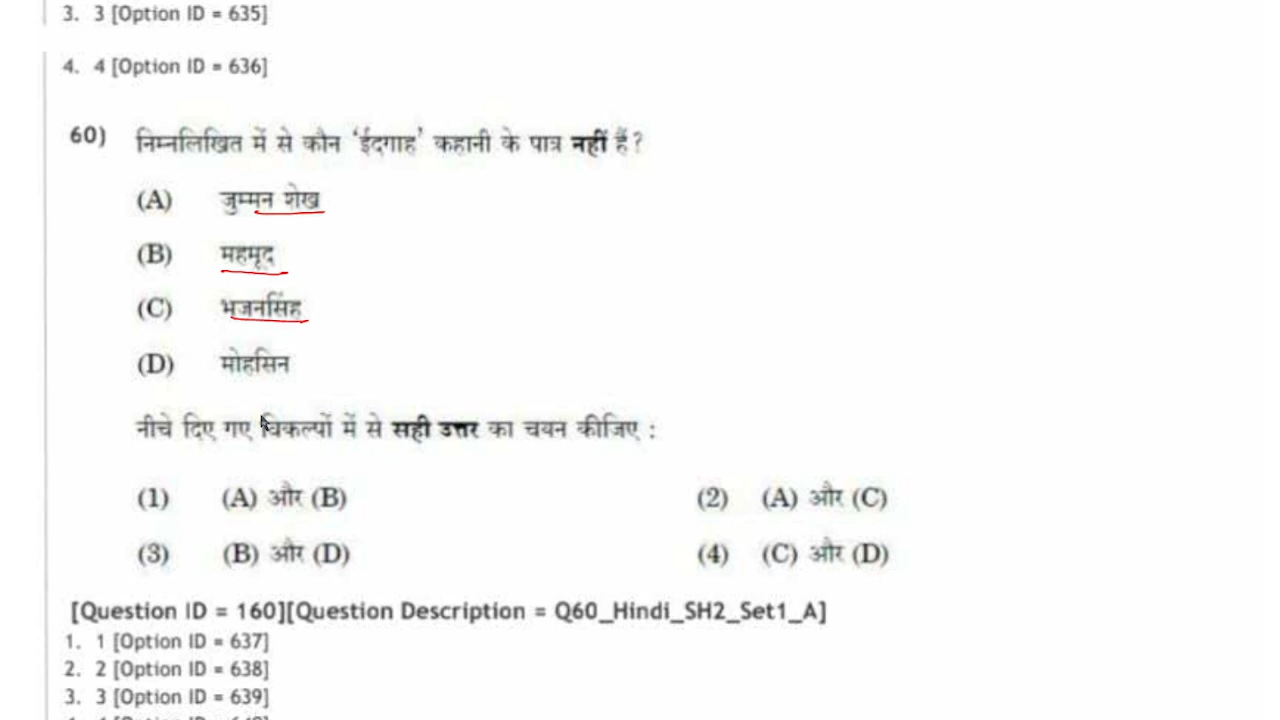 3. 3 [Option ID = 635]
4. 4 [Option ID = 636]
60) निम्नलिखित में से कौन ‘ईदगाह’ कहानी के पात्र नहीं हैं?
(A) जुम्मन शेख
(B) महमूद
(C) भजनसिंह
(D) मोहसिन
नीचे दिए गए विकल्पों में से सही उत्तर का चयन कीजिए :
(1) (A) और (B) (2) (A) और (C)
(3) (B) और (D) (4) (C) और (D)
[Question ID = 160][Question Description = Q60_Hindi_SH2_Set1_A]
1. 1 [Option ID = 637]
2. 2 [Option ID = 638]
3. 3 [Option ID = 639]